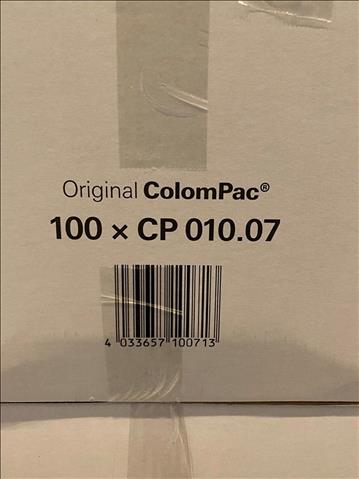 Original ColomPac®
100 × CP 010.07
4 033657 100713